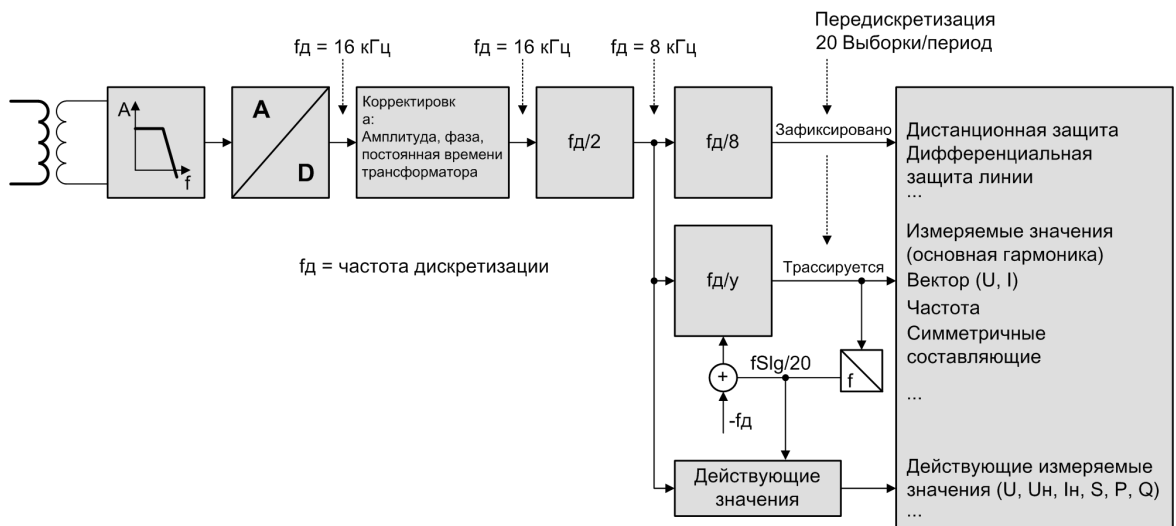 Передискретизация
20 Выборки/период
fд = 16 кГц
fд = 16 кГц
fд = 8 кГц
A
f
A
D
Корректировк
а:
Амплитуда, фаза,
постоянная времени
трансформатора
fд/2
fд/8
Зафиксировано
Дистанционная защита
Дифференциальная
защита линии
...
fд = частота дискретизации
fд/y
Трассируется
Измеряемые значения
(основная гармоника)
Вектор (U, I)
Частота
Симметричные
составляющие
...
+
fSIg/20
f
-fд
Действующие
значения
Действующие измеряемые
значения (U, Uн, Iн, S, P, Q)
...